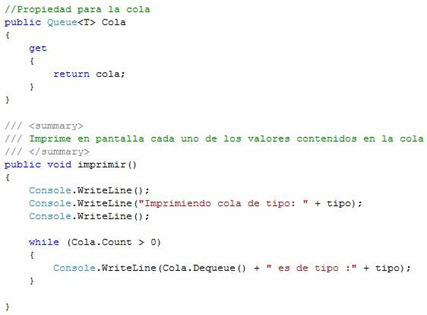 //Propiedad para la cola
public Queue<T> Cola
{
get
{
return cola;
}
}
/// <summary>
/// Imprime en pantalla cada uno de los valores contenidos en la cola
/// </summary>
public void imprimir()
{
Console.WriteLine();
Console.WriteLine("Imprimiendo cola de tipo: " + tipo);
Console.WriteLine();
while (Cola.Count > 0)
{
Console.WriteLine(Cola.Dequeue() + " es de tipo :" + tipo);
}
}